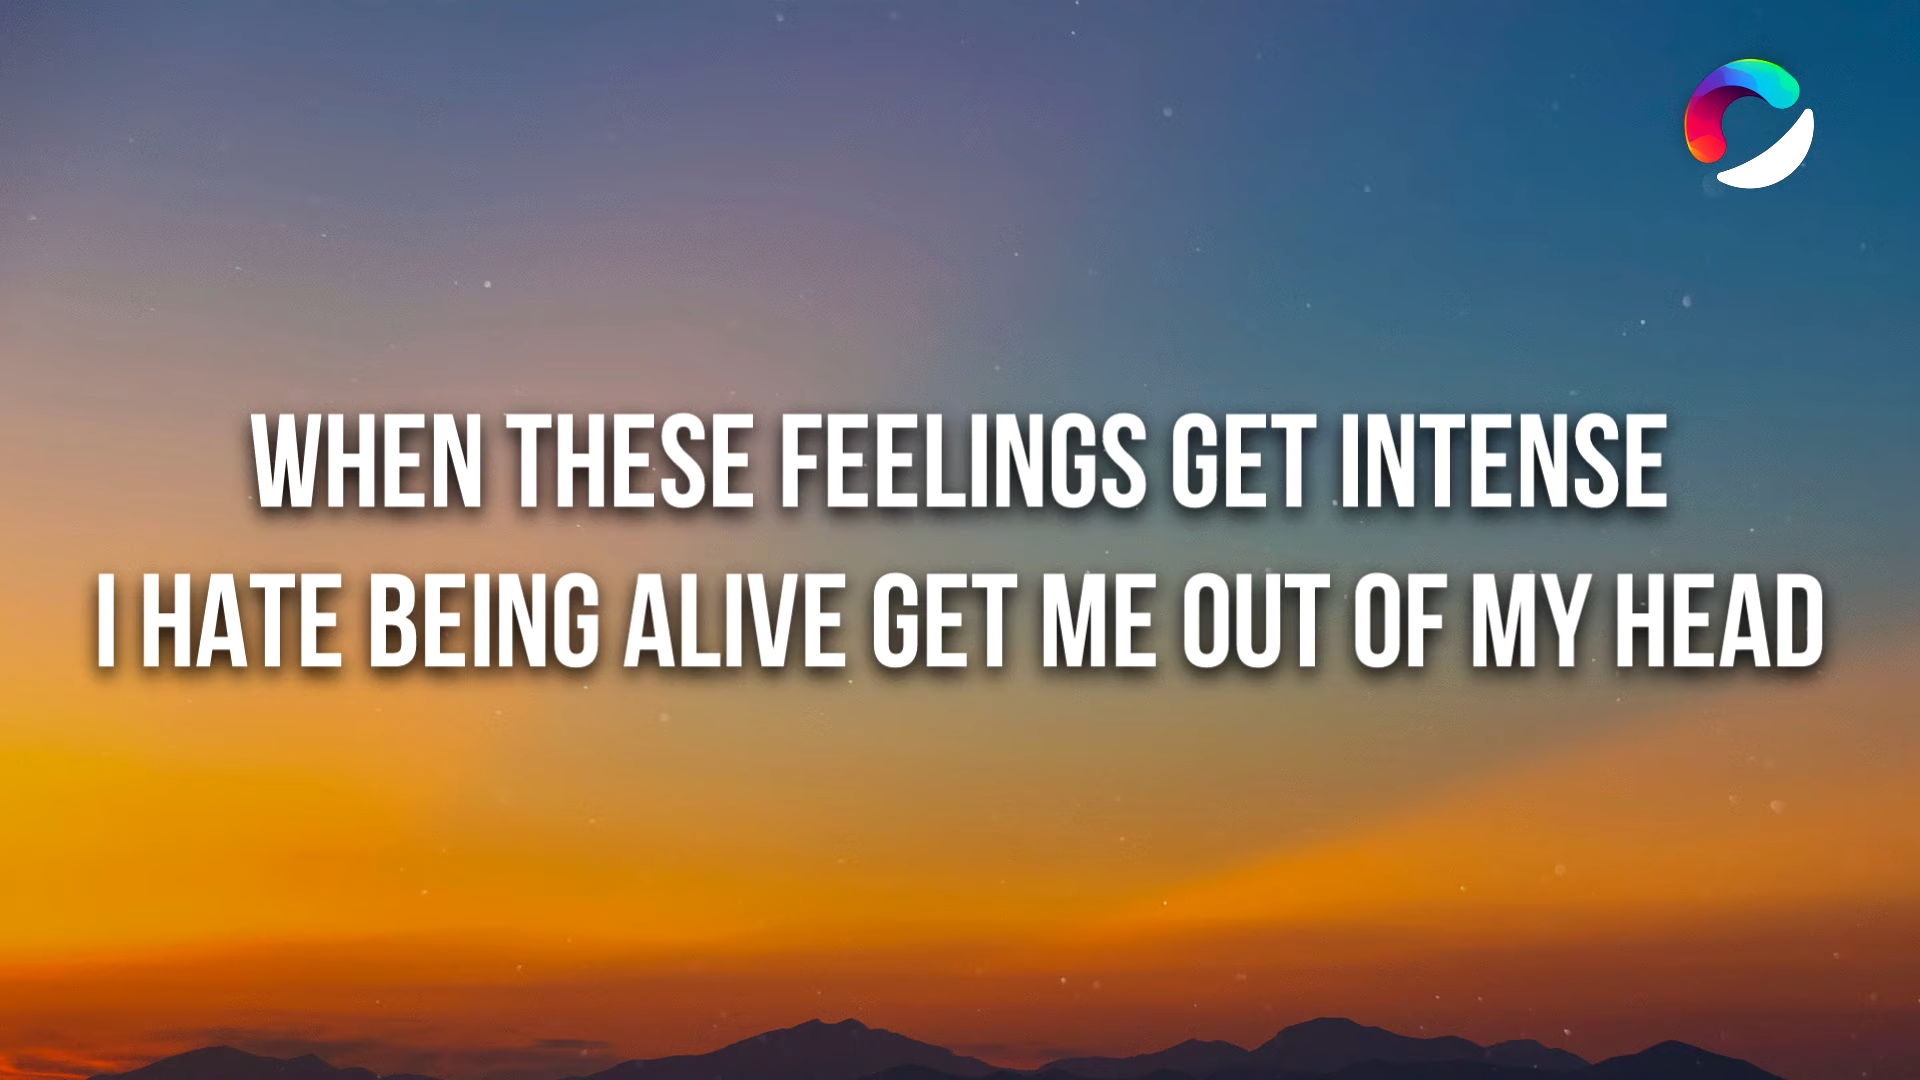 WHEN THESE FEELINGS GET INTENSE
I HATE BEING ALIVE GET ME OUT OF MY HEAD